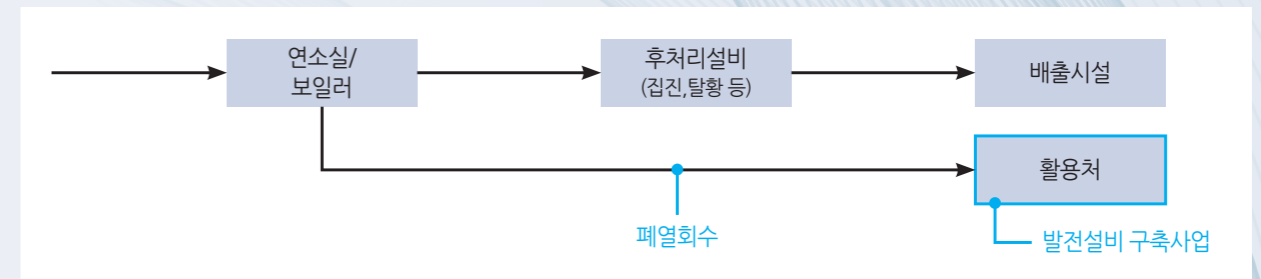 연소실/
보일러
후처리설비
(집진,탈황 등)
배출시설
활용처
폐열회수
발전설비 구축사업